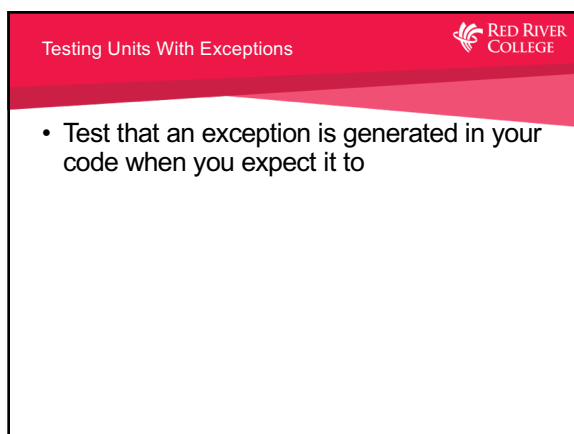 Testing Units With Exceptions
RED RIVER
COLLEGE
• Test that an exception is generated in your
code when you expect it to